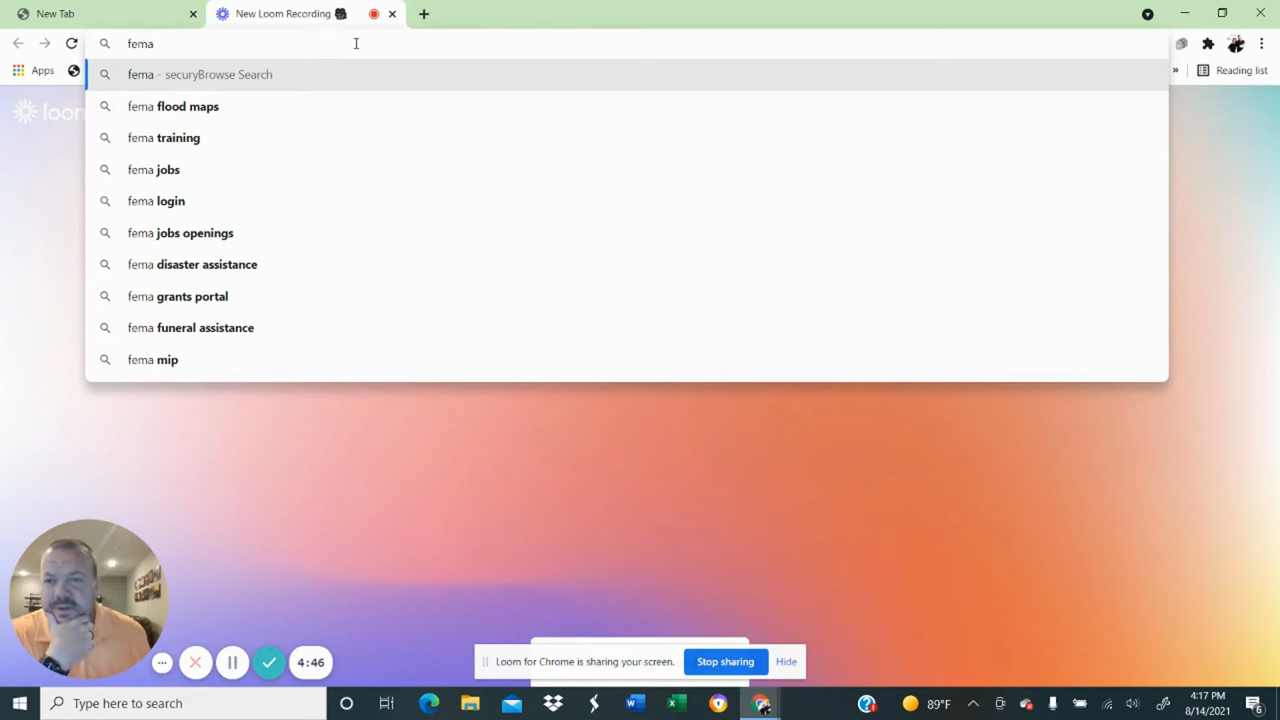 New Tab
New Loom Recording
fema
Apps
Reading list
fema - securyBrowse Search
loom
fema flood maps
fema training
fema jobs
fema login
fema jobs openings
fema disaster assistance
fema grants portal
fema funeral assistance
fema mip
4:46
Loom for Chrome is sharing your screen.
Stop sharing
Hide
Type here to search
89°F
4:17 PM
8/14/2021
6